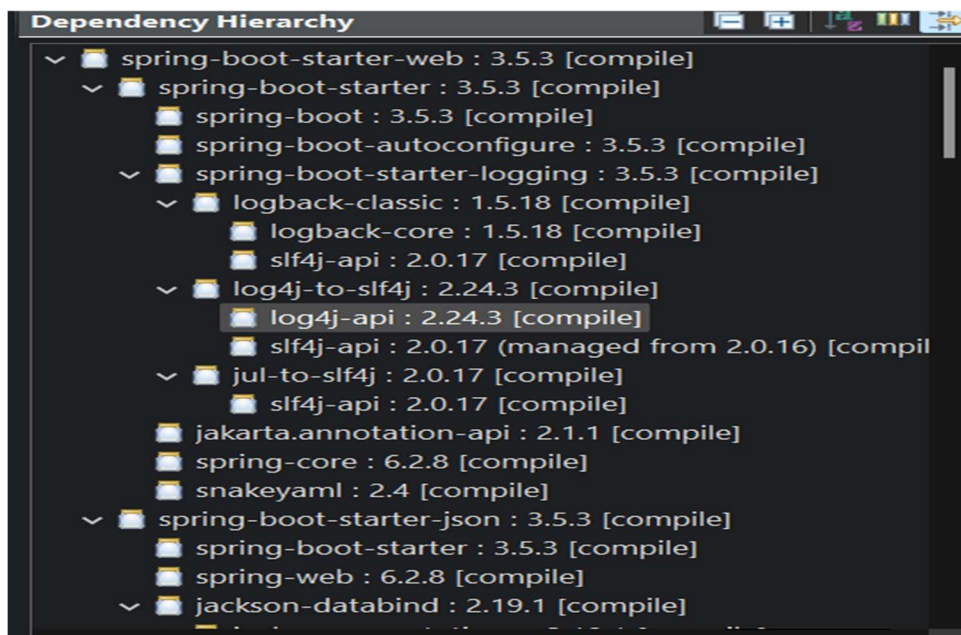 Dependency Hierarchy
spring-boot-starter-web : 3.5.3 [compile]
spring-boot-starter : 3.5.3 [compile]
spring-boot : 3.5.3 [compile]
spring-boot-autoconfigure : 3.5.3 [compile]
spring-boot-starter-logging : 3.5.3 [compile]
logback-classic : 1.5.18 [compile]
logback-core : 1.5.18 [compile]
slf4j-api : 2.0.17 [compile]
log4j-to-slf4j : 2.24.3 [compile]
log4j-api : 2.24.3 [compile]
slf4j-api : 2.0.17 (managed from 2.0.16) [compil
jul-to-slf4j : 2.0.17 [compile]
slf4j-api : 2.0.17 [compile]
jakarta.annotation-api : 2.1.1 [compile]
spring-core : 6.2.8 [compile]
snakeyaml : 2.4 [compile]
spring-boot-starter-json : 3.5.3 [compile]
spring-boot-starter : 3.5.3 [compile]
spring-web : 6.2.8 [compile]
jackson-databind : 2.19.1 [compile]